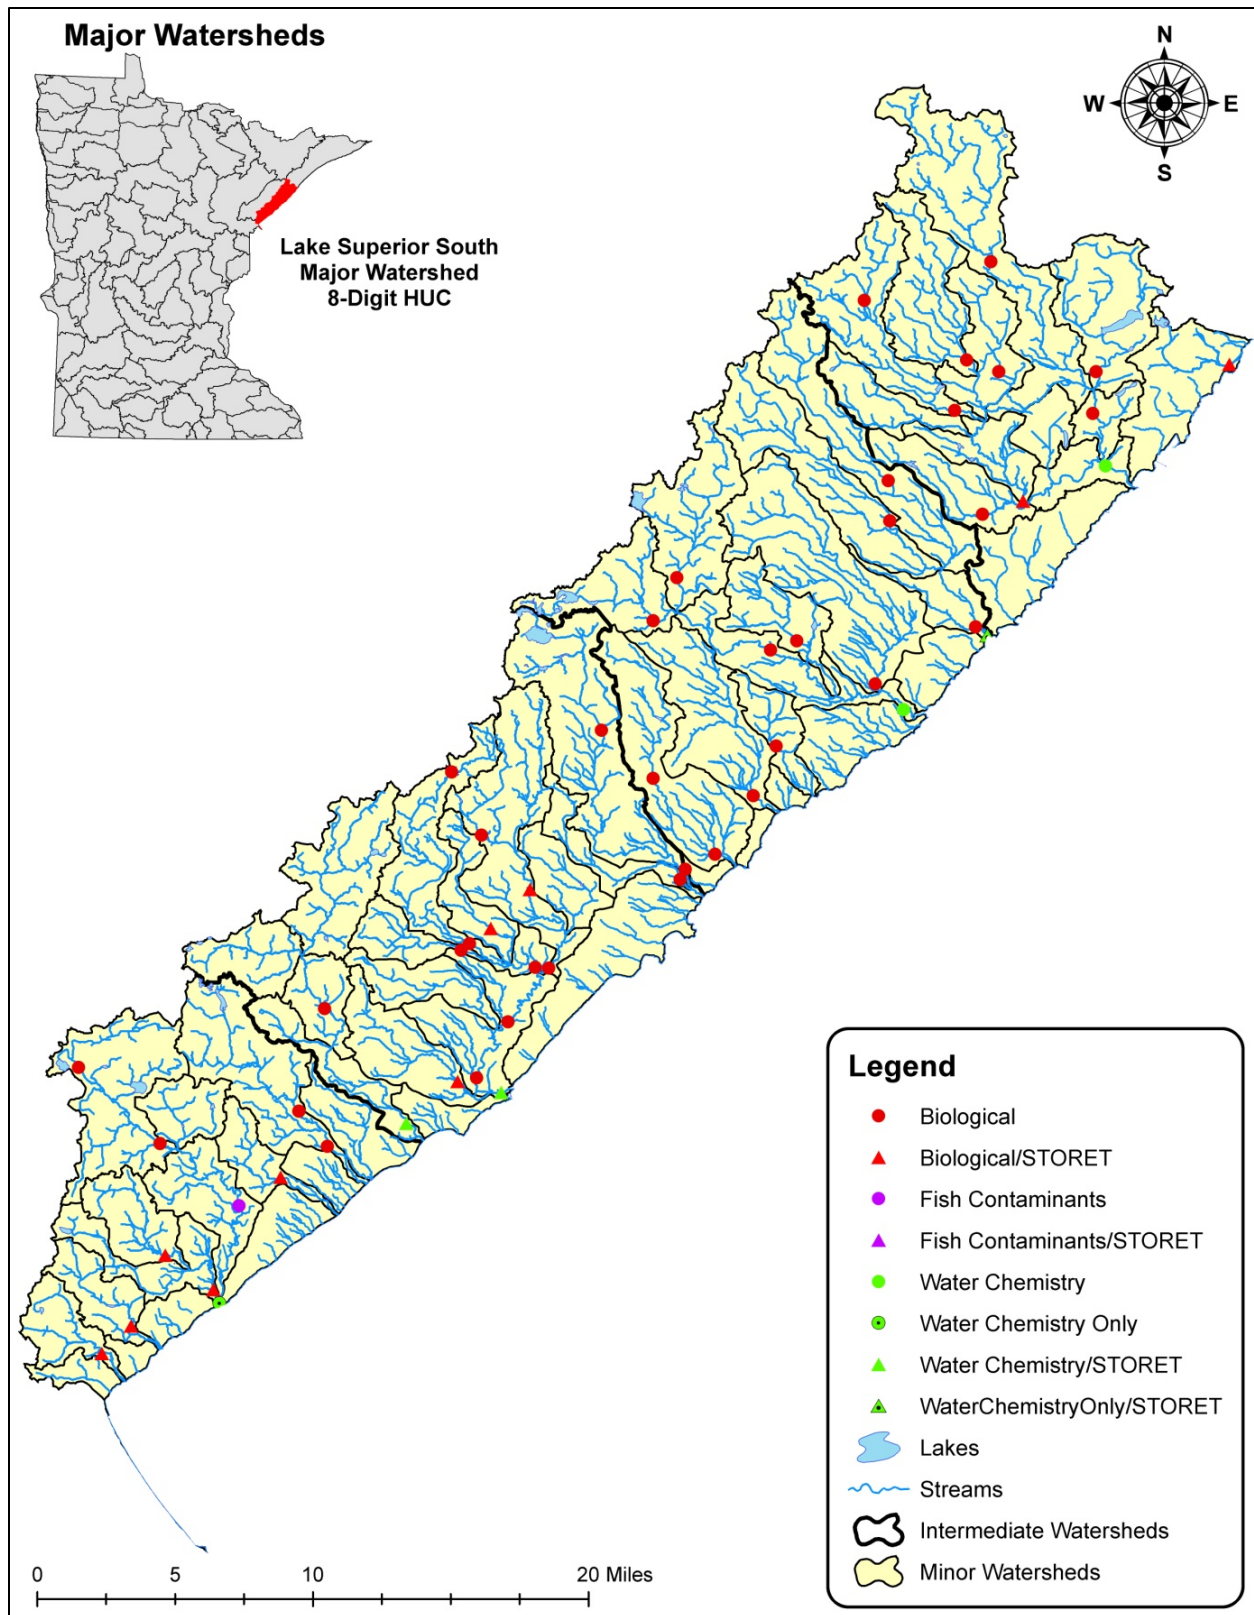 Major Watersheds
N
W
E
S
Lake Superior South
Major Watershed
8-Digit HUC
Legend
Biological
Biological/STORET
Fish Contaminants
Fish Contaminants/STORET
Water Chemistry
Water Chemistry Only
Water Chemistry/STORET
WaterChemistryOnly/STORET
Lakes
Streams
Intermediate Watersheds
Minor Watersheds
0 5 10 20 Miles